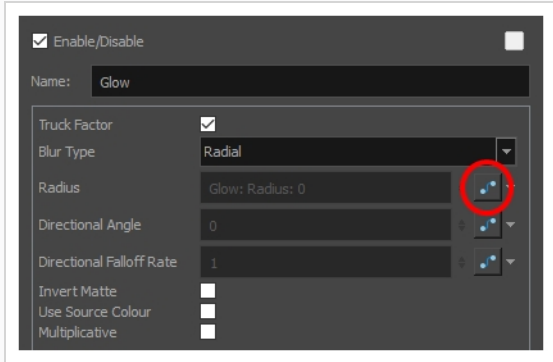 Enable/Disable
Name: Glow
Truck Factor
Blur Type Radial
Radius Glow: Radius: 0
Directional Angle 0
Directional Falloff Rate 1
Invert Matte
Use Source Colour
Multiplicative